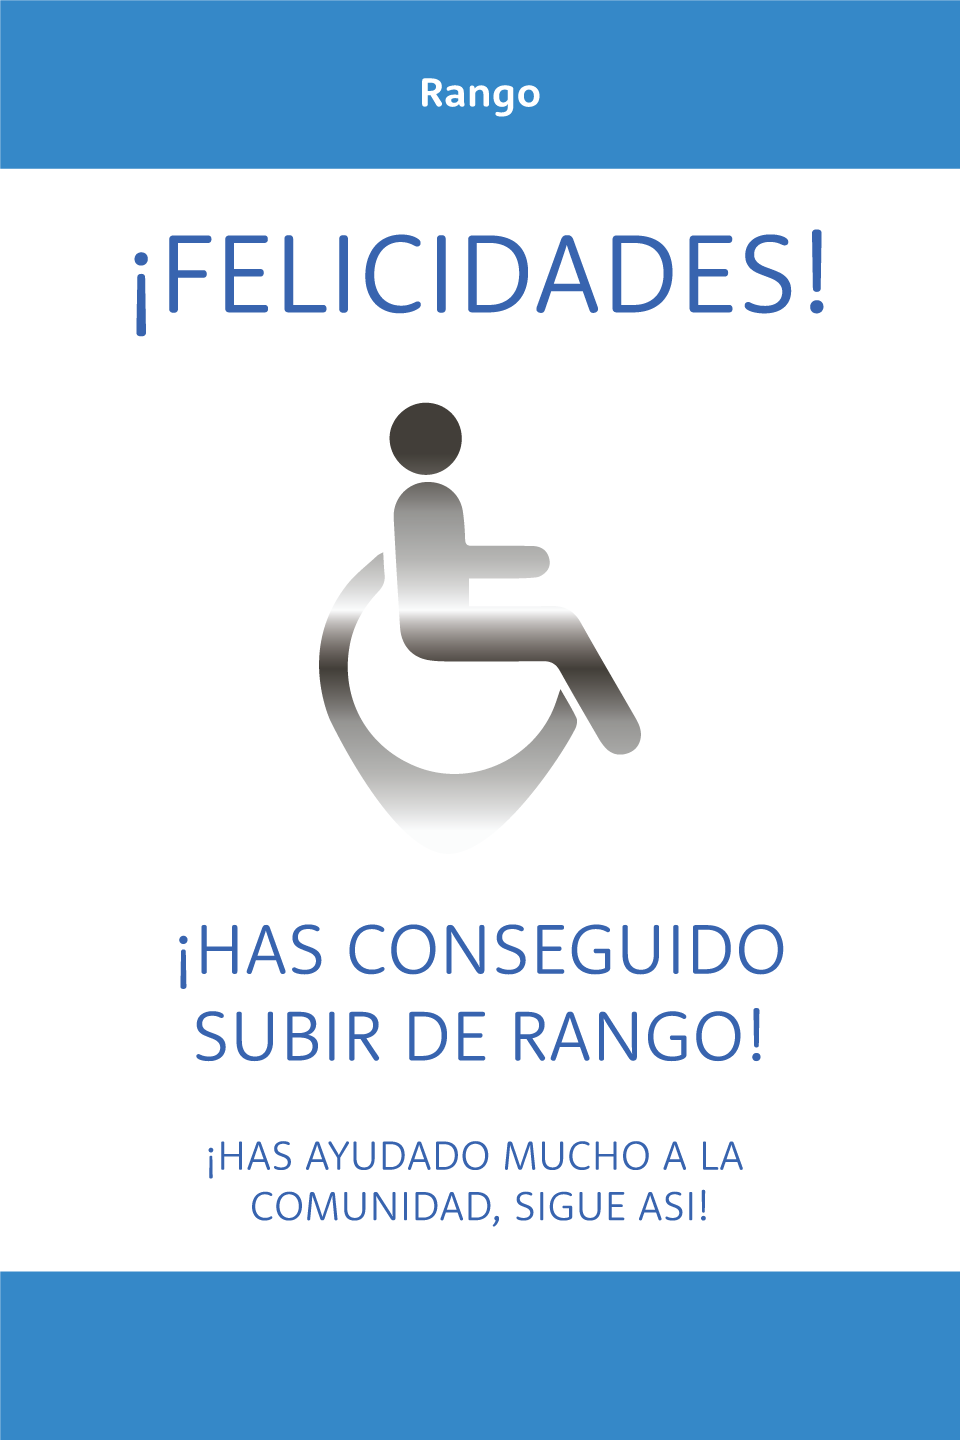 Rango
¡FELICIDADES!
¡HAS CONSEGUIDO
SUBIR DE RANGO!
¡HAS AYUDADO MUCHO A LA
COMUNIDAD, SIGUE ASI!